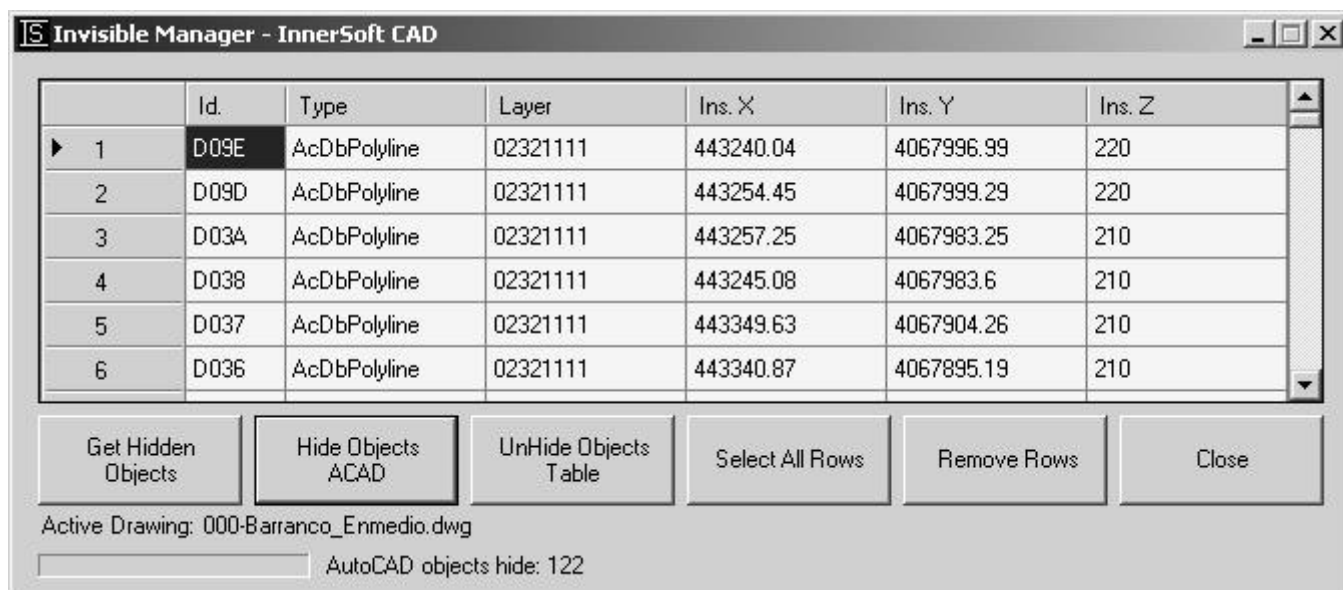 IS Invisible Manager - InnerSoft CAD
Id. Type Layer Ins. X Ins. Y Ins. Z
1 D09E AcDbPolyline 02321111 443240.04 4067996.99 220
2 D09D AcDbPolyline 02321111 443254.45 4067999.29 220
3 D03A AcDbPolyline 02321111 443257.25 4067983.25 210
4 D038 AcDbPolyline 02321111 443245.08 4067983.6 210
5 D037 AcDbPolyline 02321111 443349.63 4067904.26 210
6 D036 AcDbPolyline 02321111 443340.87 4067895.19 210
Get Hidden
Objects
Hide Objects
ACAD
UnHide Objects
Table
Select All Rows
Remove Rows
Close
Active Drawing: 000-Barranco_Enmedio.dwg
AutoCAD objects hide: 122